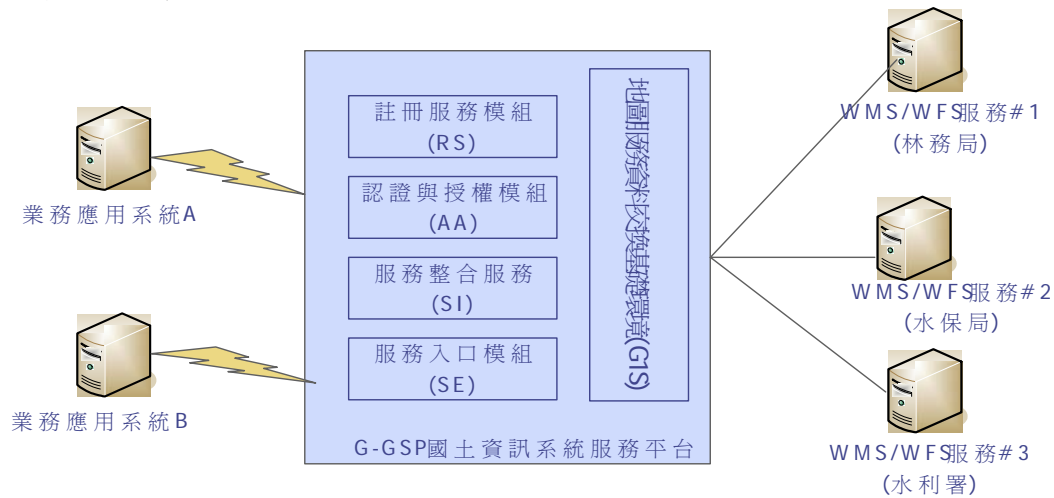 業務應用系統A
業務應用系統B
註冊服務模組
(RS)
認證與授權模組
(AA)
服務整合服務
(SI)
服務入口模組
(SE)
地圖服務資料交換基礎環境(G1S)
G-GSP國土資訊系統服務平台
WMS/WFS服務#1
(林務局)
WMS/WFS服務#2
(水保局)
WMS/WFS服務#3
(水利署)